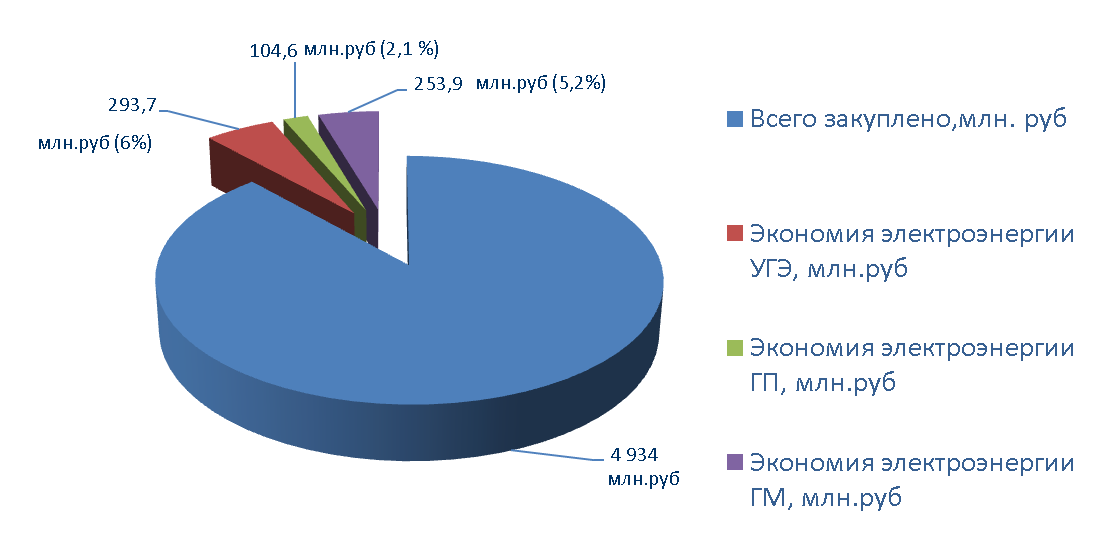 104,6 млн.руб (2,1 %)
253,9 млн.руб (5,2%)
293,7
млн.руб (6%)
4 934
млн.руб
Всего закуплено,млн. руб
Экономия электроэнергии
УГЭ, млн.руб
Экономия электроэнергии
ГП, млн.руб
Экономия электроэнергии
ГМ, млн.руб